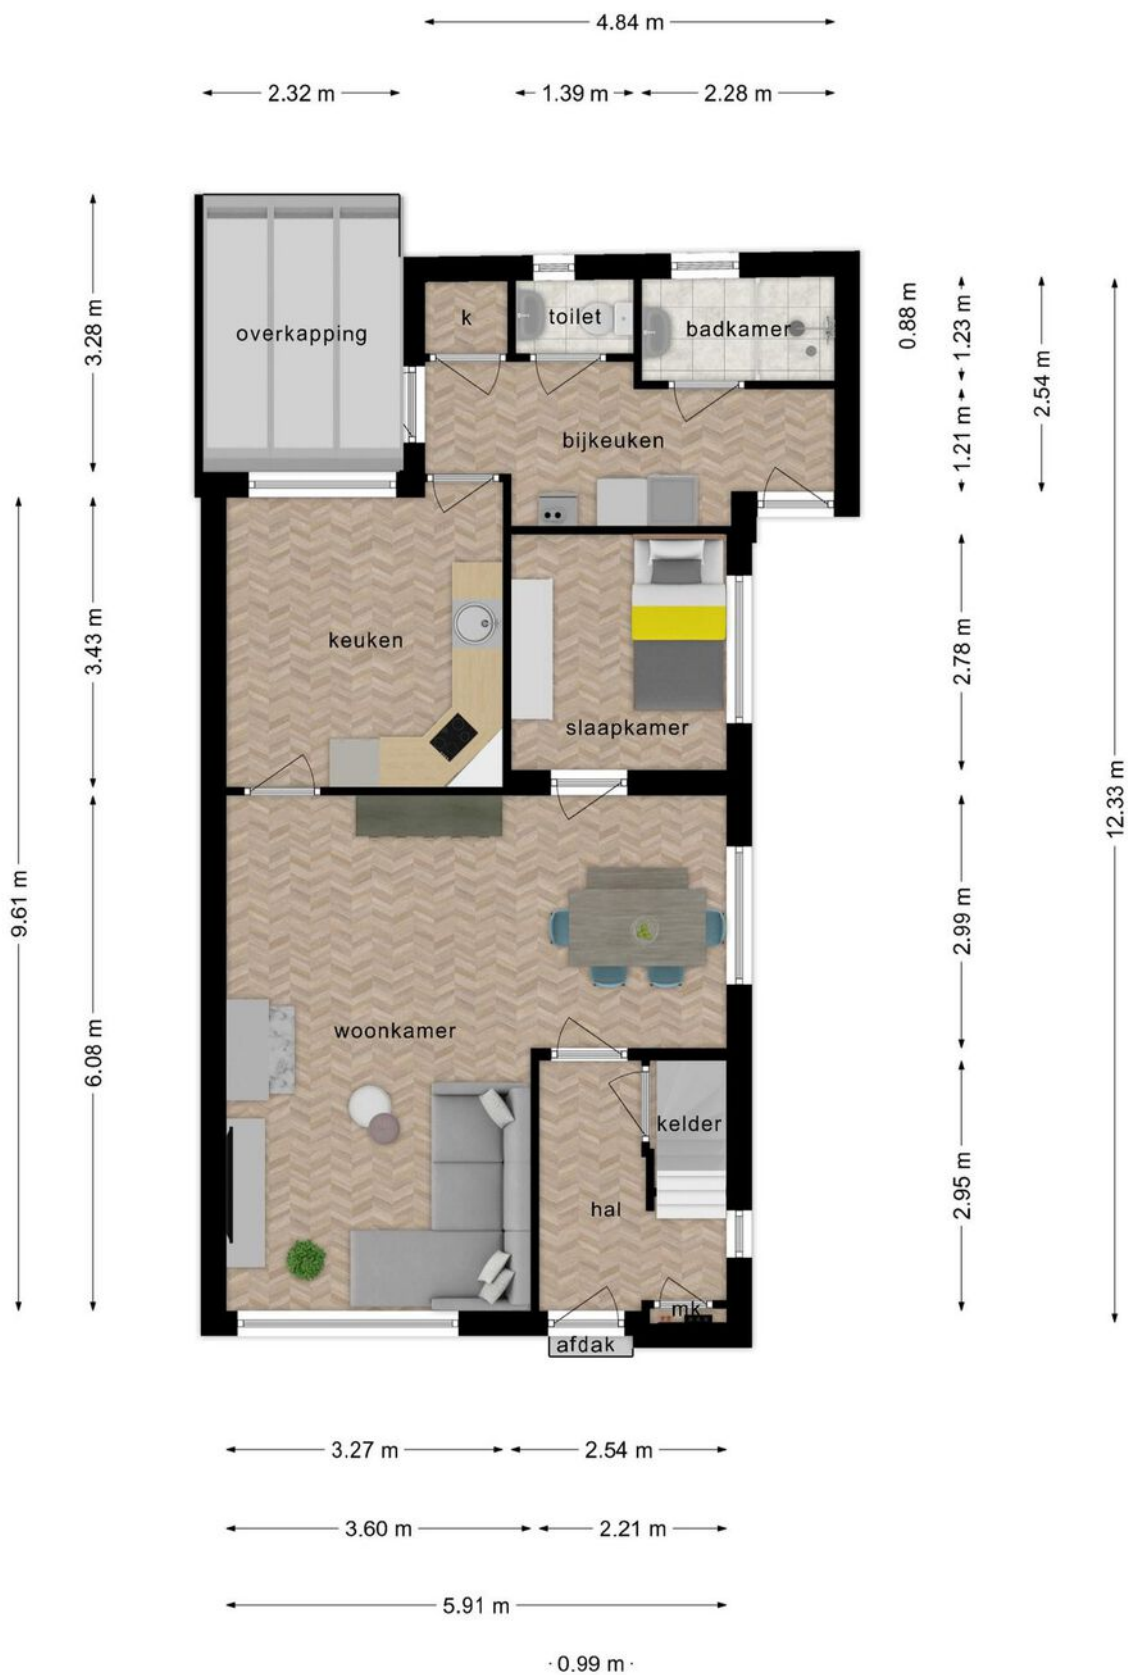 4.84 m
2.32 m
1.39 m
2.28 m
overkapping
k
toilet
badkamer
3.28 m
0.88 m
1.23 m
2.54 m
bijkeuken
1.21 m
keuken
3.43 m
slaapkamer
2.78 m
12.33 m
9.61 m
6.08 m
woonkamer
2.99 m
kelder
hal
2.95 m
mk
afdak
3.27 m
2.54 m
3.60 m
2.21 m
5.91 m
0.99 m